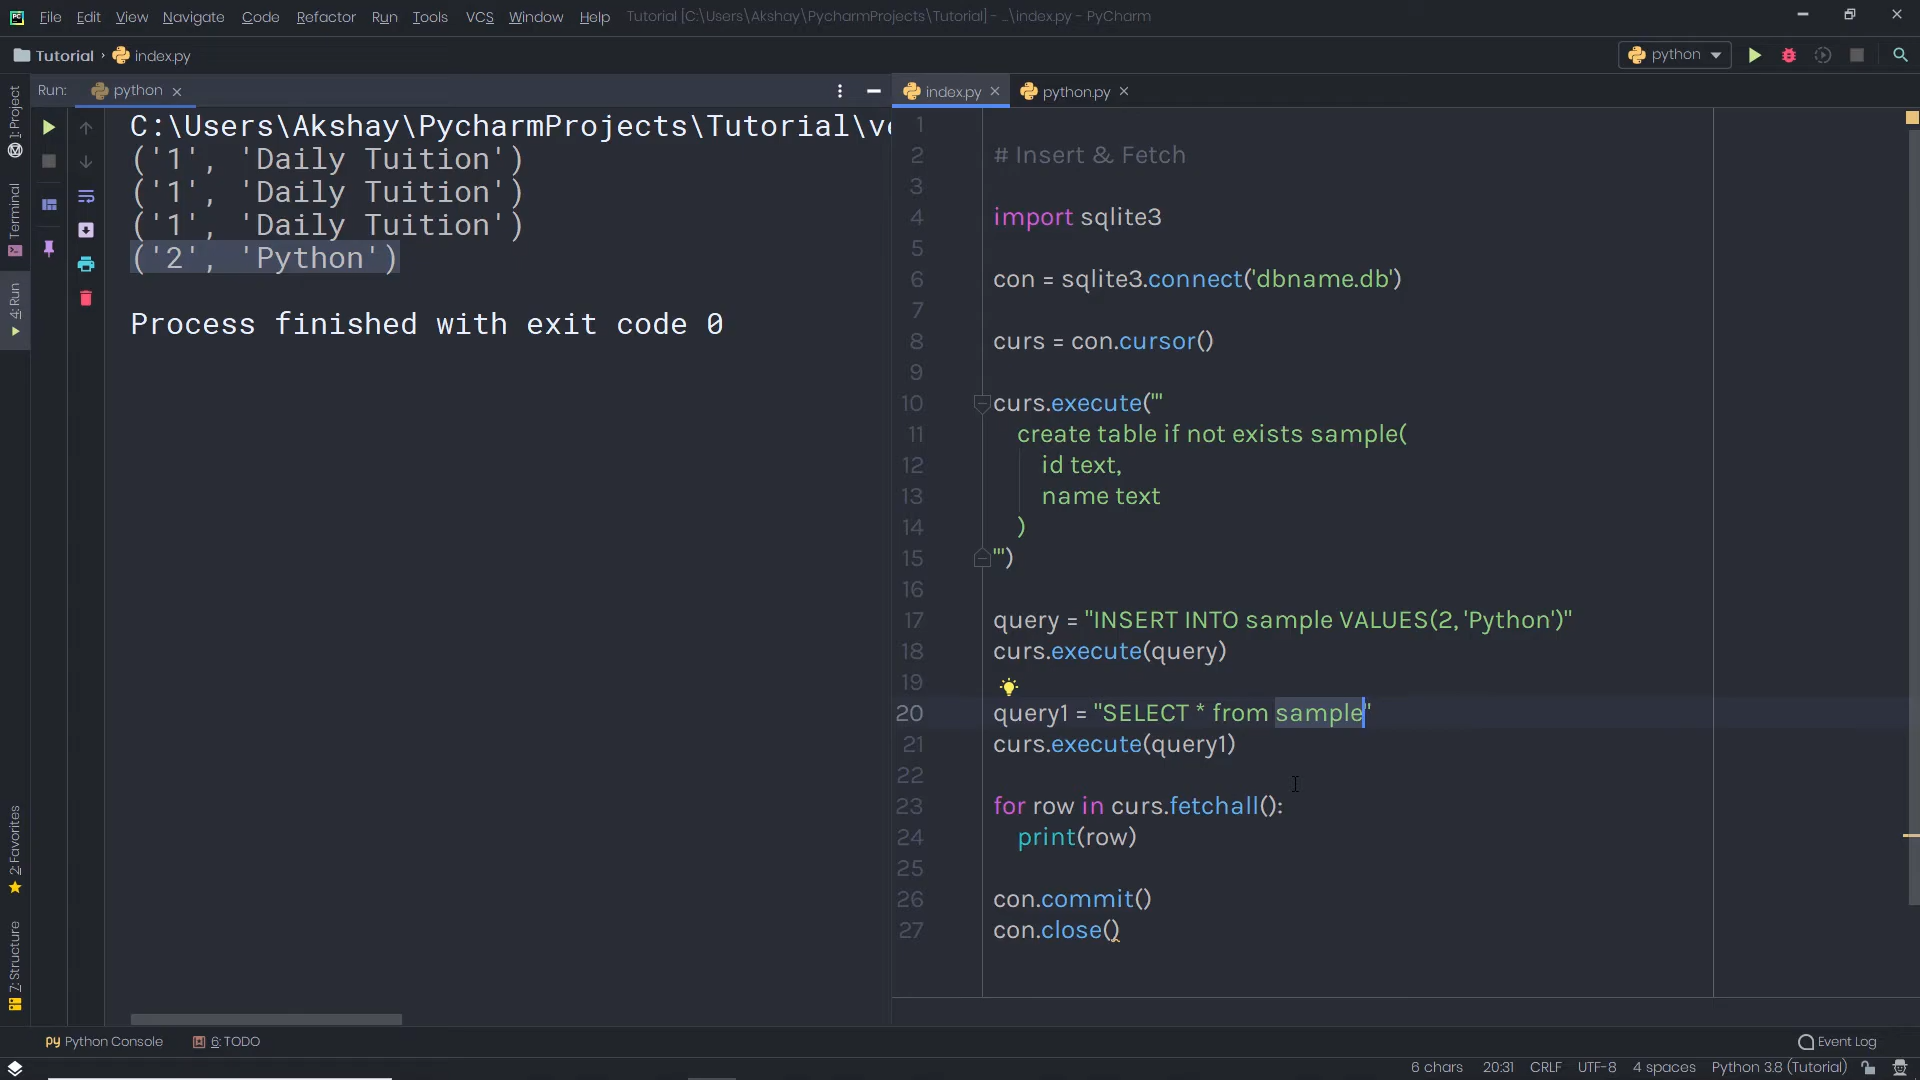 File Edit View Navigate Code Refactor Run Tools VCS Window Help Tutorial [C:\Users\Akshay\PycharmProjects\Tutorial] - ...\index.py - PyCharm
Tutorial index.py python
Run: python
index.py python.py
1: Project
Terminal
4: Run
2: Favorites
7: Structure
C:\Users\Akshay\PycharmProjects\Tutorial\ve
('1', 'Daily Tuition')
('1', 'Daily Tuition')
('1', 'Daily Tuition')
('2', 'Python')
Process finished with exit code 0
1
2 # Insert & Fetch
3
4 import sqlite3
5
6 con = sqlite3.connect('dbname.db')
7
8 curs = con.cursor()
9
10 curs.execute('''
11 create table if not exists sample(
12 id text,
13 name text
14 )
15 ''')
16
17 query = "INSERT INTO sample VALUES(2, 'Python')"
18 curs.execute(query)
19
20 query1 = "SELECT * from sample"
21 curs.execute(query1)
22
23 for row in curs.fetchall():
24 print(row)
25
26 con.commit()
27 con.close()
Python Console 6: TODO Event Log
6 chars 20:31 CRLF UTF-8 4 spaces Python 3.8 (Tutorial)